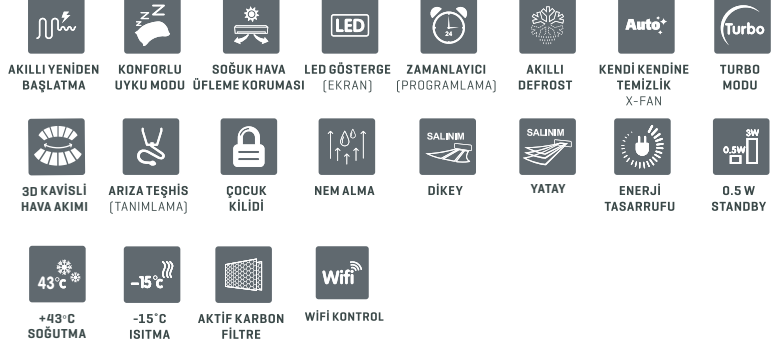 Z Z Z
LED
24
Auto
Turbo
AKILLI YENİDEN
BAŞLATMA
KONFORLU
UYKU MODU
SOĞUK HAVA
ÜFLEME KORUMASI
LED GÖSTERGE
(EKRAN)
ZAMANLAYICI
(PROGRAMLAMA)
AKILLI
DEFROST
KENDİ KENDİNE
TEMİZLİK
X-FAN
TURBO
MODU
SALINIM
SALINIM
0.5W 3W
3D KAVİSLİ
HAVA AKIMI
ARIZA TEŞHİS
(TANIMLAMA)
ÇOCUK
KİLİDİ
NEM ALMA
DİKEY
YATAY
ENERJİ
TASARRUFU
0.5 W
STANDBY
43°C
-15°C
Wifi
+43°C
SOĞUTMA
-15°C
ISITMA
AKTİF KARBON
FİLTRE
WİFİ KONTROL